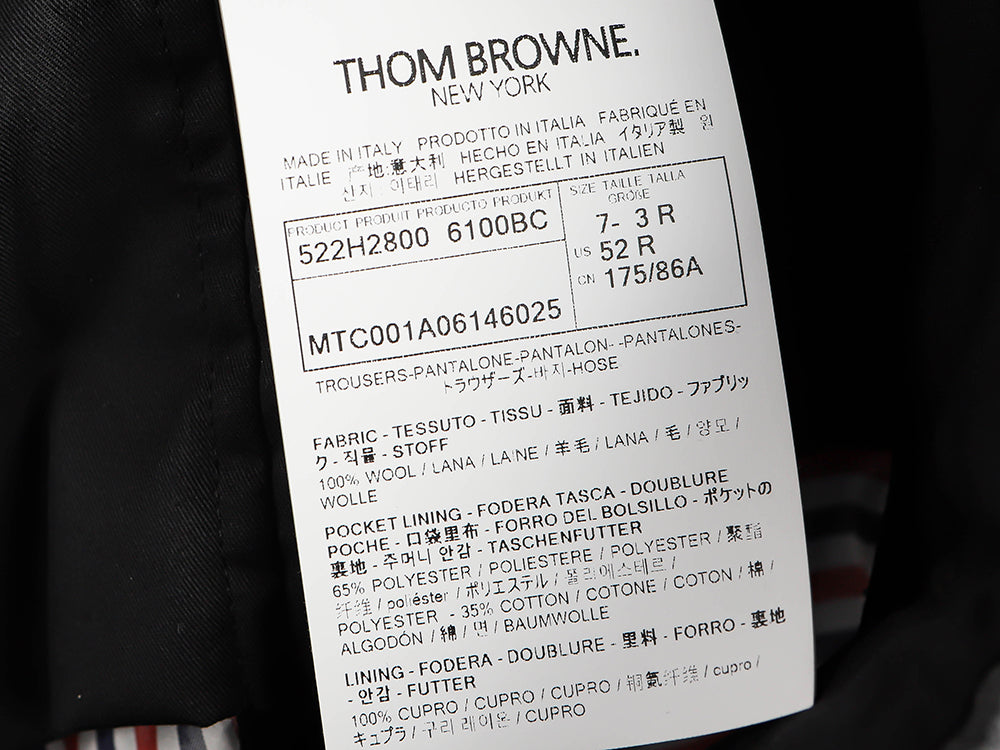 THOM BROWNE.
NEW YORK
MADE IN ITALY PRODOTTO IN ITALIA FABRIQUÉ EN
ITALIE 产地:意大利 HECHO EN ITALIA イタリア製 원
산지 : 이태리 HERGESTELLT IN ITALIEN
PRODUCT PRODUIT PRODUCTO PRODUKT
522H2800 6100BC
MTC001A06146025
SIZE TAILLE TALLA
GRÖßE
7- 3 R
US 52 R
CN 175/86A
TROUSERS-PANTALONE-PANTALON- -PANTALONES-
トラウザーズ-바지-HOSE
FABRIC - TESSUTO - TISSU - 面料 - TEJIDO - ファブリッ
ク - 직물 - STOFF
100% WOOL / LANA / LAINE / 羊毛 / LANA / 毛 / 양모 /
WOLLE
POCKET LINING - FODERA TASCA - DOUBLURE
POCHE - 口袋里布 - FORRO DEL BOLSILLO - ポケットの
裏地 - 주머니 안감 - TASCHENFUTTER
65% POLYESTER / POLIESTERE / POLYESTER / 聚酯
纤维 / poliéster / ポリエステル / 폴리에스테르 /
POLYESTER - 35% COTTON / COTONE / COTON / 棉 /
ALGODÓN / 綿 / 면 / BAUMWOLLE
LINING - FODERA - DOUBLURE - 里料 - FORRO - 裏地
- 안감 - FUTTER
100% CUPRO / CUPRO / CUPRO / 铜氨纤维 / cupro /
キュプラ / 구리 레이온 / CUPRO